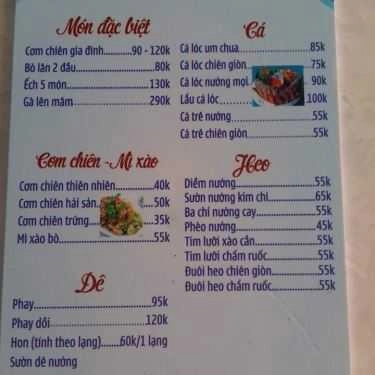 Món đặc biệt
Cơm chiên gia đình............90 - 120k
Bò lăn 2 dầu.........................80k
Ếch 5 món............................130k
Gà lên mâm..........................290k
Cá
Cá lóc um chua....................85k
Cá lóc chiên giòn.................75k
Cá lóc nướng mọi 90k
Lẩu cá lóc 100k
Cá trê nướng........................55k
Cá trê chiên giòn..................55k
Cơm chiên - Mì xào
Cơm chiên thiên nhiên..........40k
Cơm chiên hải sản 50k
Cơm chiên trứng 35k
Mì xào bò..............................55k
Heo
Diềm nướng..........................55k
Sườn nướng kim chi..............65k
Ba chỉ nướng cay..................55k
Phèo nướng..........................45k
Tim lưỡi xào cần...................55k
Tim lưỡi chấm ruốc...............55k
Đuôi heo chiên giòn..............55k
Đuôi heo chấm ruốc..............55k
Dê
Phay.....................................95k
Phay dồi...............................120k
Hon (tính theo lạng).......60k/1 lạng
Sườn dê nướng